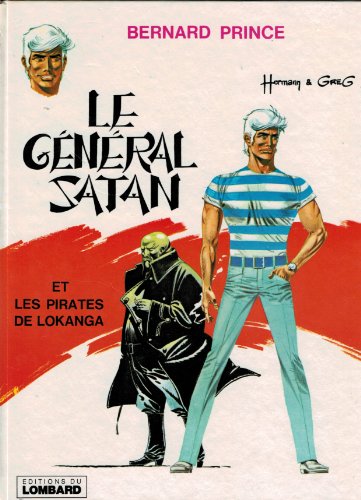 BERNARD PRINCE
Hermann & GREG
LE
GÉNÉRAL
SATAN
ET
LES PIRATES
DE LOKANGA
EDITIONS DU
LOMBARD